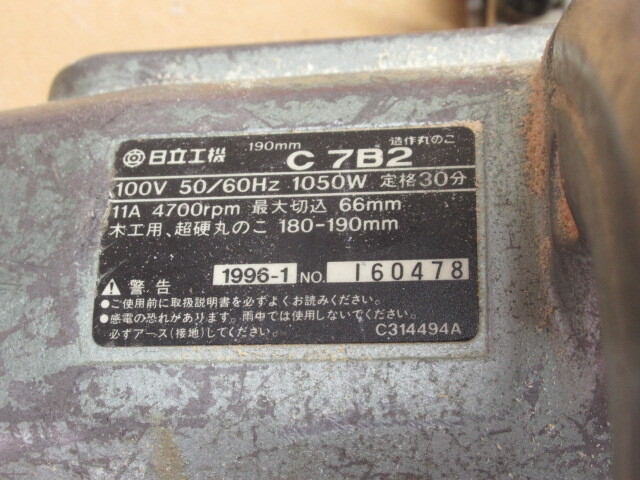 日立工機 190mm C 7B2 造作丸のこ
100V 50/60Hz 1050W 定格30分
11A 4700rpm 最大切込 66mm
木工用、超硬丸のこ 180-190mm
警告 1996-1 NO. 160478
●ご使用前に取扱説明書を必ずよくお読みください。
●感電の恐れがあります。雨中では使用しないでください。
必ずアース(接地)してください。 C314494A